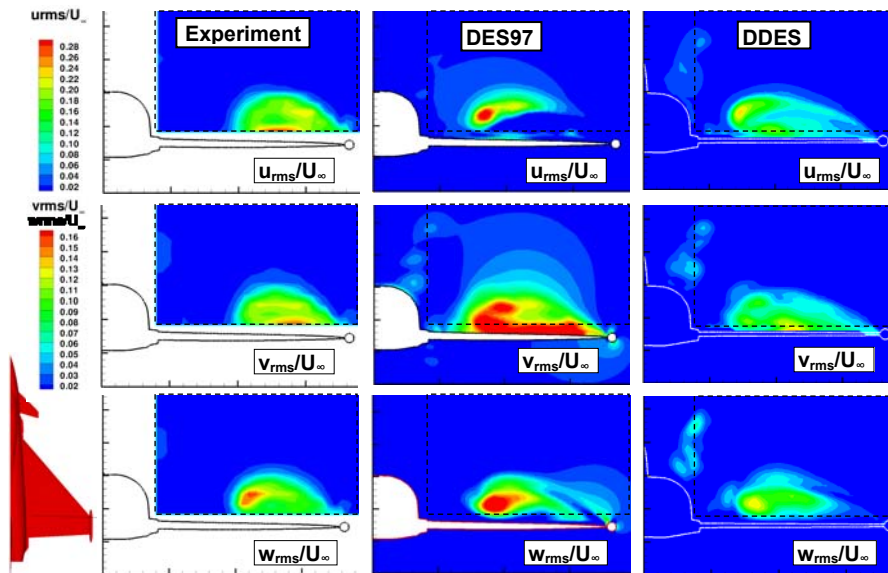 urms/U∞
0.28
0.26
0.24
0.22
0.20
0.18
0.16
0.14
0.12
0.10
0.08
0.06
0.04
0.02
Experiment
DES97
DDES
urms/U∞
urms/U∞
urms/U∞
vrms/U∞
0.16
0.15
0.14
0.13
0.12
0.11
0.10
0.09
0.08
0.07
0.06
0.05
0.04
0.03
0.02
vrms/U∞
vrms/U∞
vrms/U∞
wrms/U∞
wrms/U∞
wrms/U∞